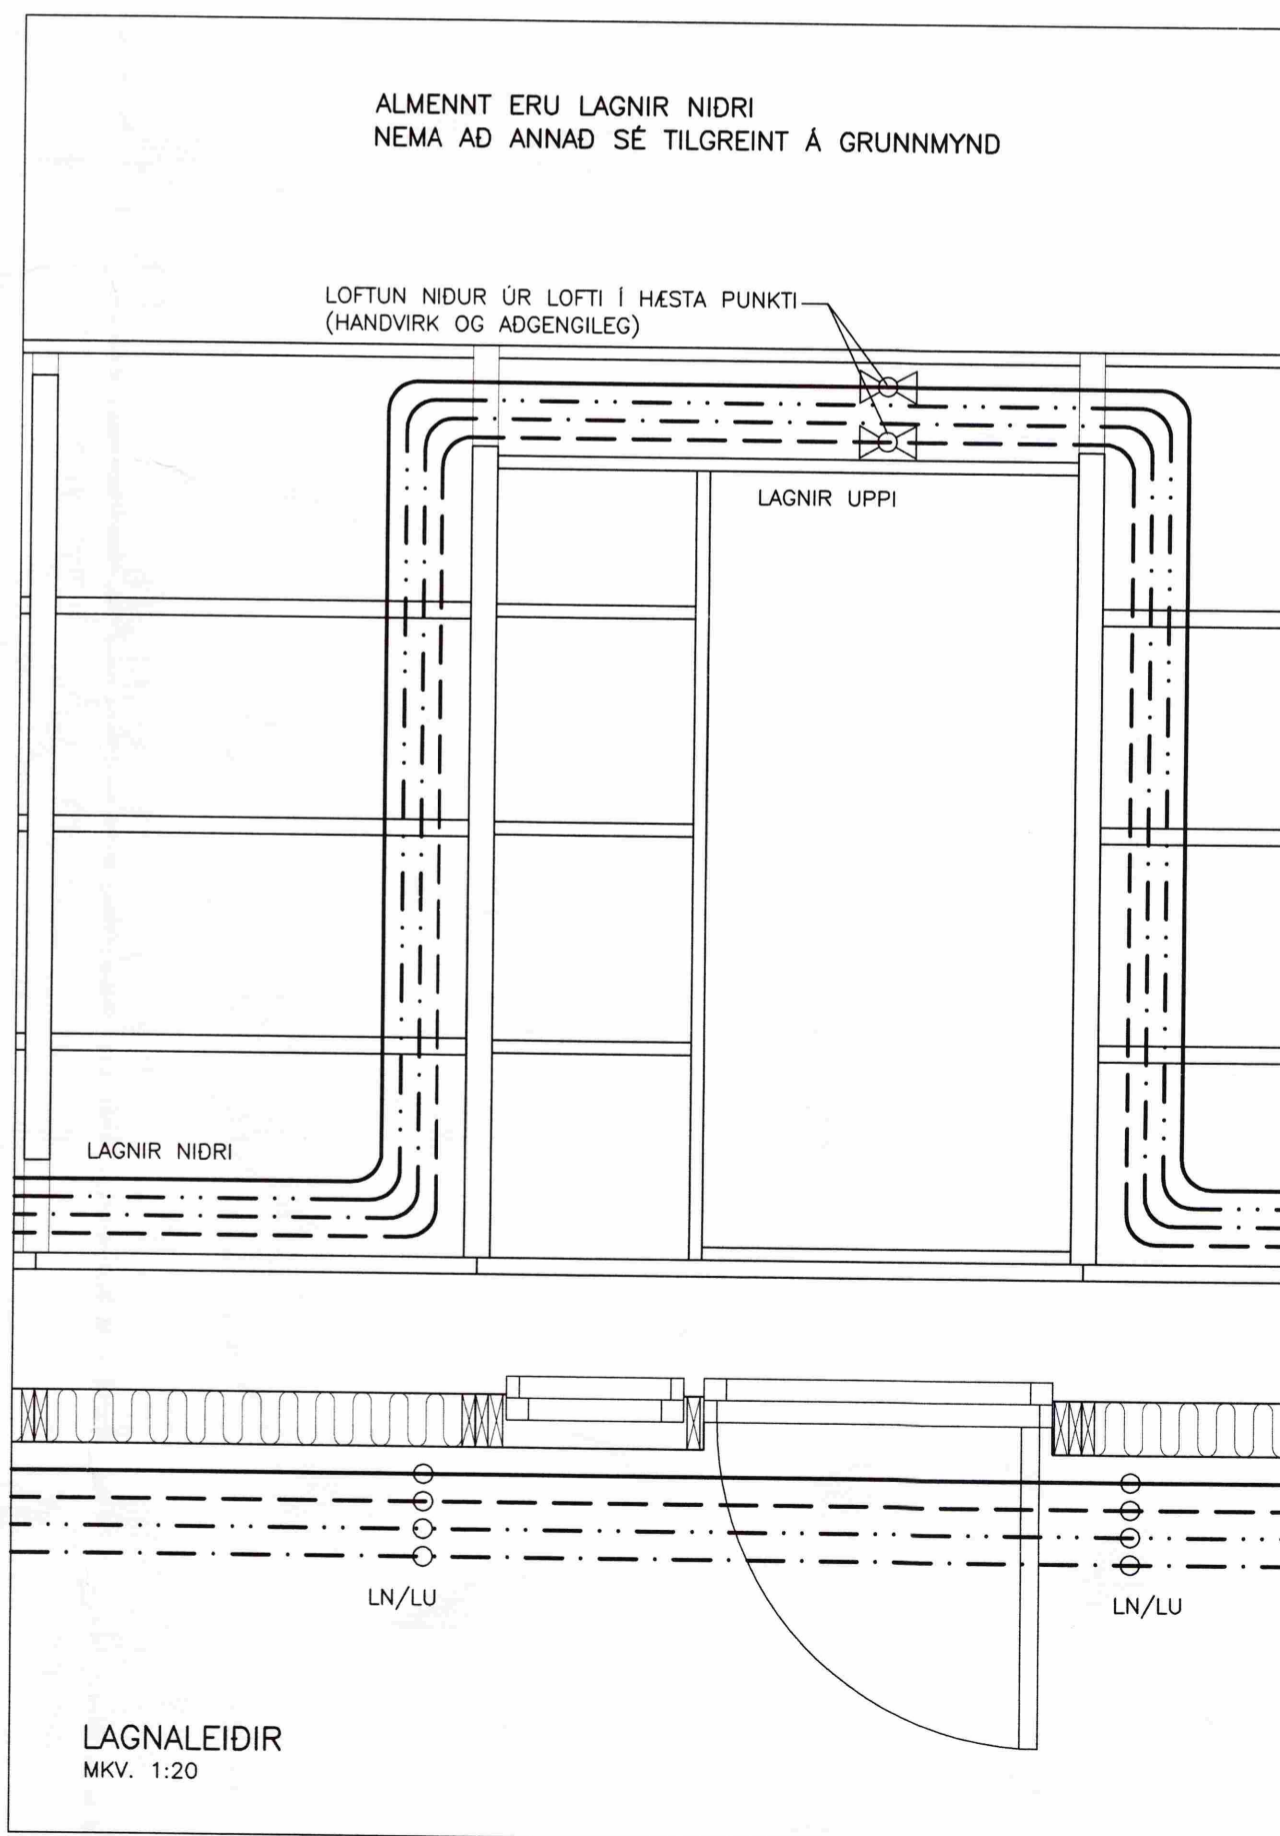 ALMENNT ERU LAGNIR NIÐRI
NEMA AÐ ANNAÐ SÉ TILGREINT Á GRUNNMYND
LOFTUN NIÐUR ÚR LOFTI Í HÆSTA PUNKTI
(HANDVIRK OG AÐGENGILEG)
LAGNIR UPPI
LAGNIR NIÐRI
LN/LU
LN/LU
LAGNALEIÐIR
MKV. 1:20